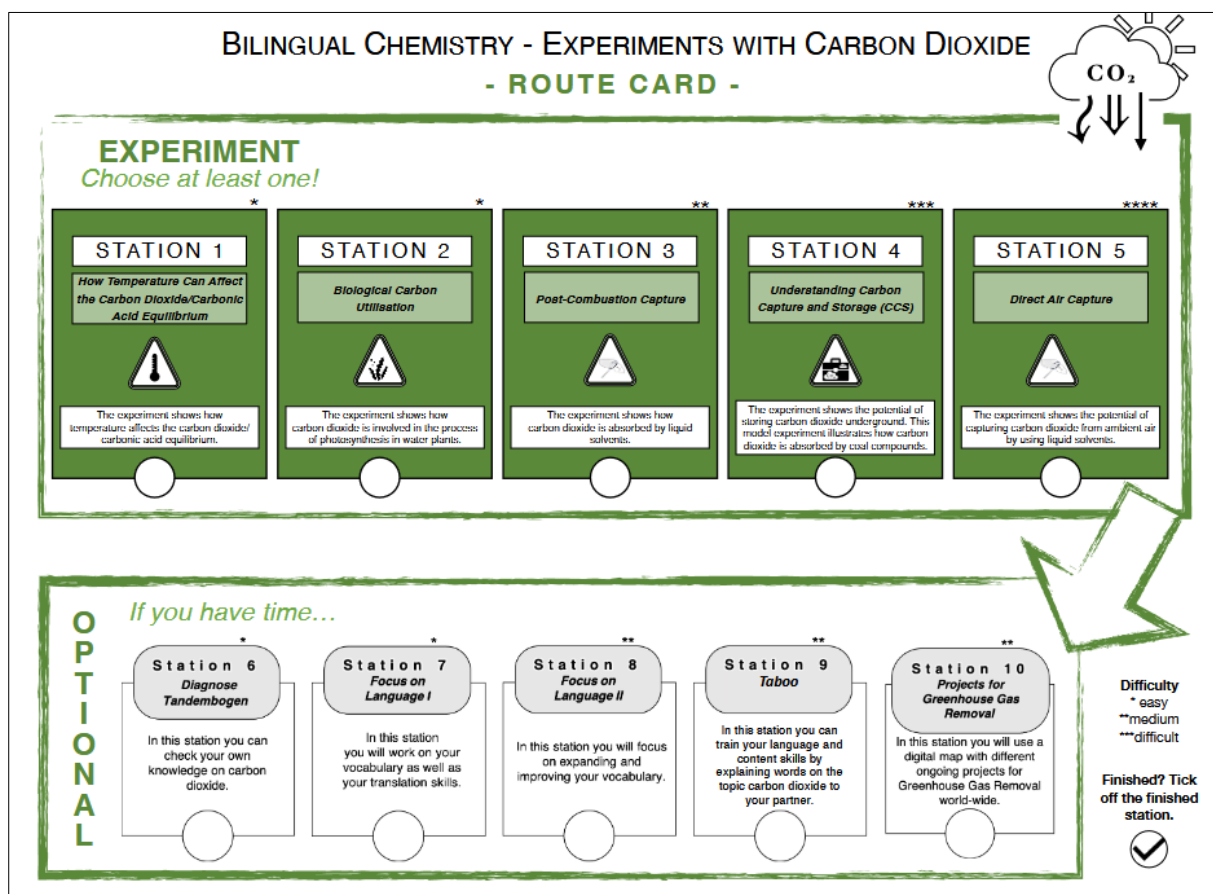 BILINGUAL CHEMISTRY - EXPERIMENTS WITH CARBON DIOXIDE
- ROUTE CARD -
CO₂
EXPERIMENT
Choose at least one!
*
STATION 1
How Temperature Can Affect
the Carbon Dioxide/Carbonic
Acid Equilibrium
The experiment shows how
temperature affects the carbon dioxide/
carbonic acid equilibrium.
*
STATION 2
Biological Carbon
Utilisation
The experiment shows how
carbon dioxide is involved in the process
of photosynthesis in water plants.
**
STATION 3
Post-Combustion Capture
The experiment shows how
carbon dioxide is absorbed by liquid
solvents.
***
STATION 4
Understanding Carbon
Capture and Storage (CCS)
The experiment shows the potential of
storing carbon dioxide underground. This
model experiment illustrates how carbon
dioxide is absorbed by coal compounds.
****
STATION 5
Direct Air Capture
The experiment shows the potential of
capturing carbon dioxide from ambient air
by using liquid solvents.
OPTIONAL
If you have time...
*
Station 6
Diagnose
Tandembogen
In this station you can
check your own
knowledge on carbon
dioxide.
*
Station 7
Focus on
Language I
In this station
you will work on your
vocabulary as well as
your translation skills.
**
Station 8
Focus on
Language II
In this station you will focus
on expanding and
improving your vocabulary.
**
Station 9
Taboo
In this station you can
train your language and
content skills by
explaining words on the
topic carbon dioxide to
your partner.
**
Station 10
Projects for
Greenhouse Gas
Removal
In this station you will use a
digital map with different
ongoing projects for
Greenhouse Gas Removal
world-wide.
Difficulty
* easy
**medium
***difficult
Finished? Tick
off the finished
station.